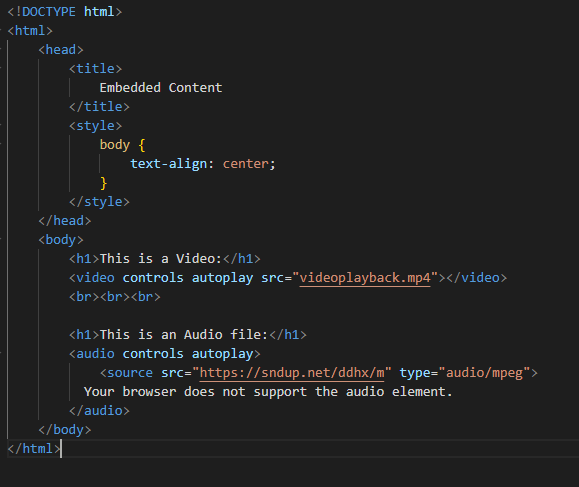 <!DOCTYPE html>
<html>
<head>
<title>
Embedded Content
</title>
<style>
body {
text-align: center;
}
</style>
</head>
<body>
<h1>This is a Video:</h1>
<video controls autoplay src="videoplayback.mp4"></video>
<br><br><br>
<h1>This is an Audio file:</h1>
<audio controls autoplay>
<source src="https://sndup.net/ddhx/m" type="audio/mpeg">
Your browser does not support the audio element.
</audio>
</body>
</html>